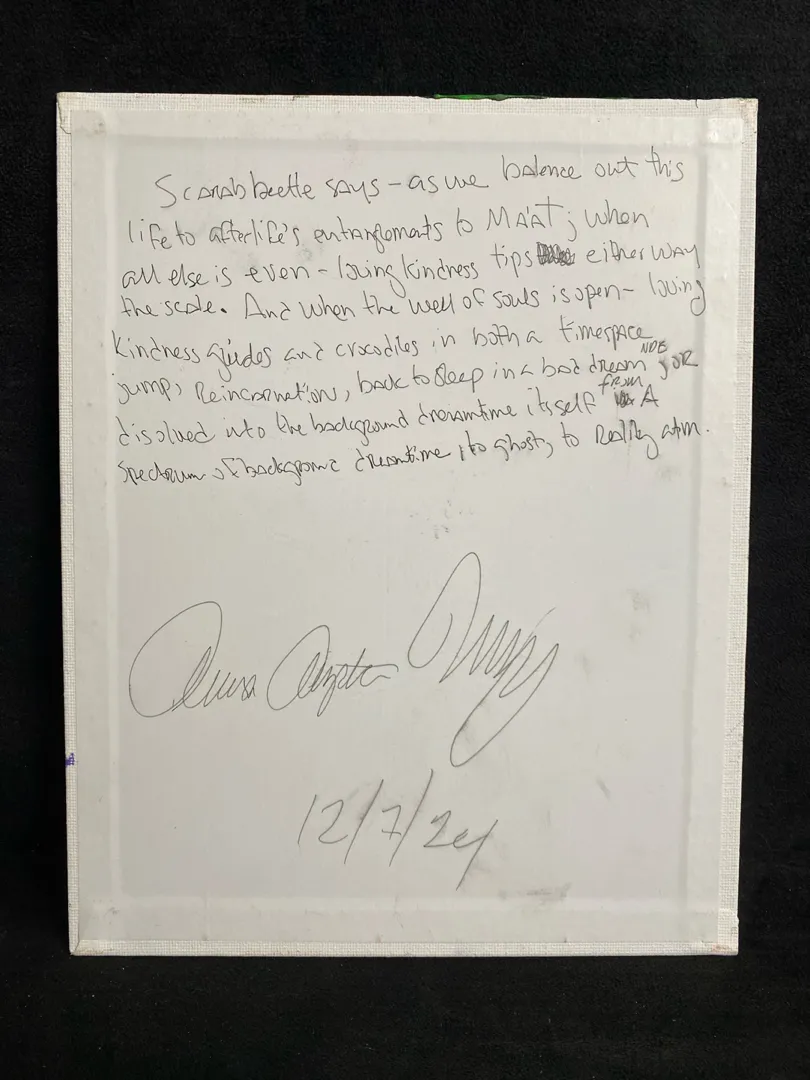 Scarab beetle says - as we balence out this
life to afterlife's entanglements to MA'AT; when
all else is even - loving kindness tips either way
the scale. And when the well of souls is open - loving
kindness guides and crocodiles in both a timespace
jump, Reincarnation, back to sleep in a bad dream NDE, or
disolved into the background dreamtime itself from A
spectrum of background dreamtime, to ghost, to Reality atm.
12/7/24